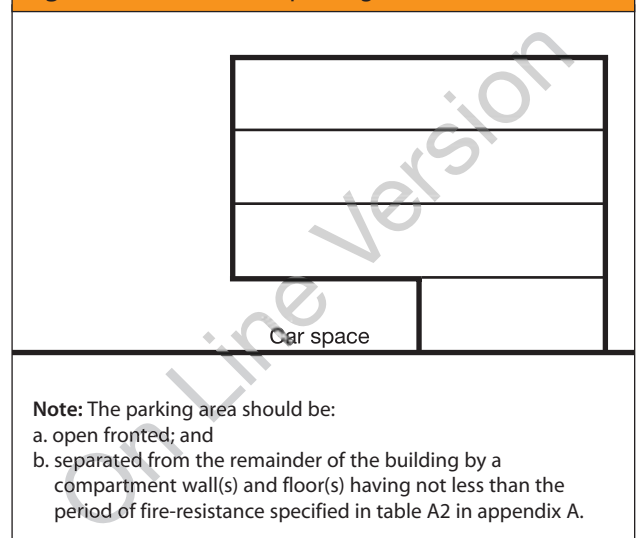 Car space
Note: The parking area should be:
a. open fronted; and
b. separated from the remainder of the building by a
compartment wall(s) and floor(s) having not less than the
period of fire-resistance specified in table A2 in appendix A.
On Line Version